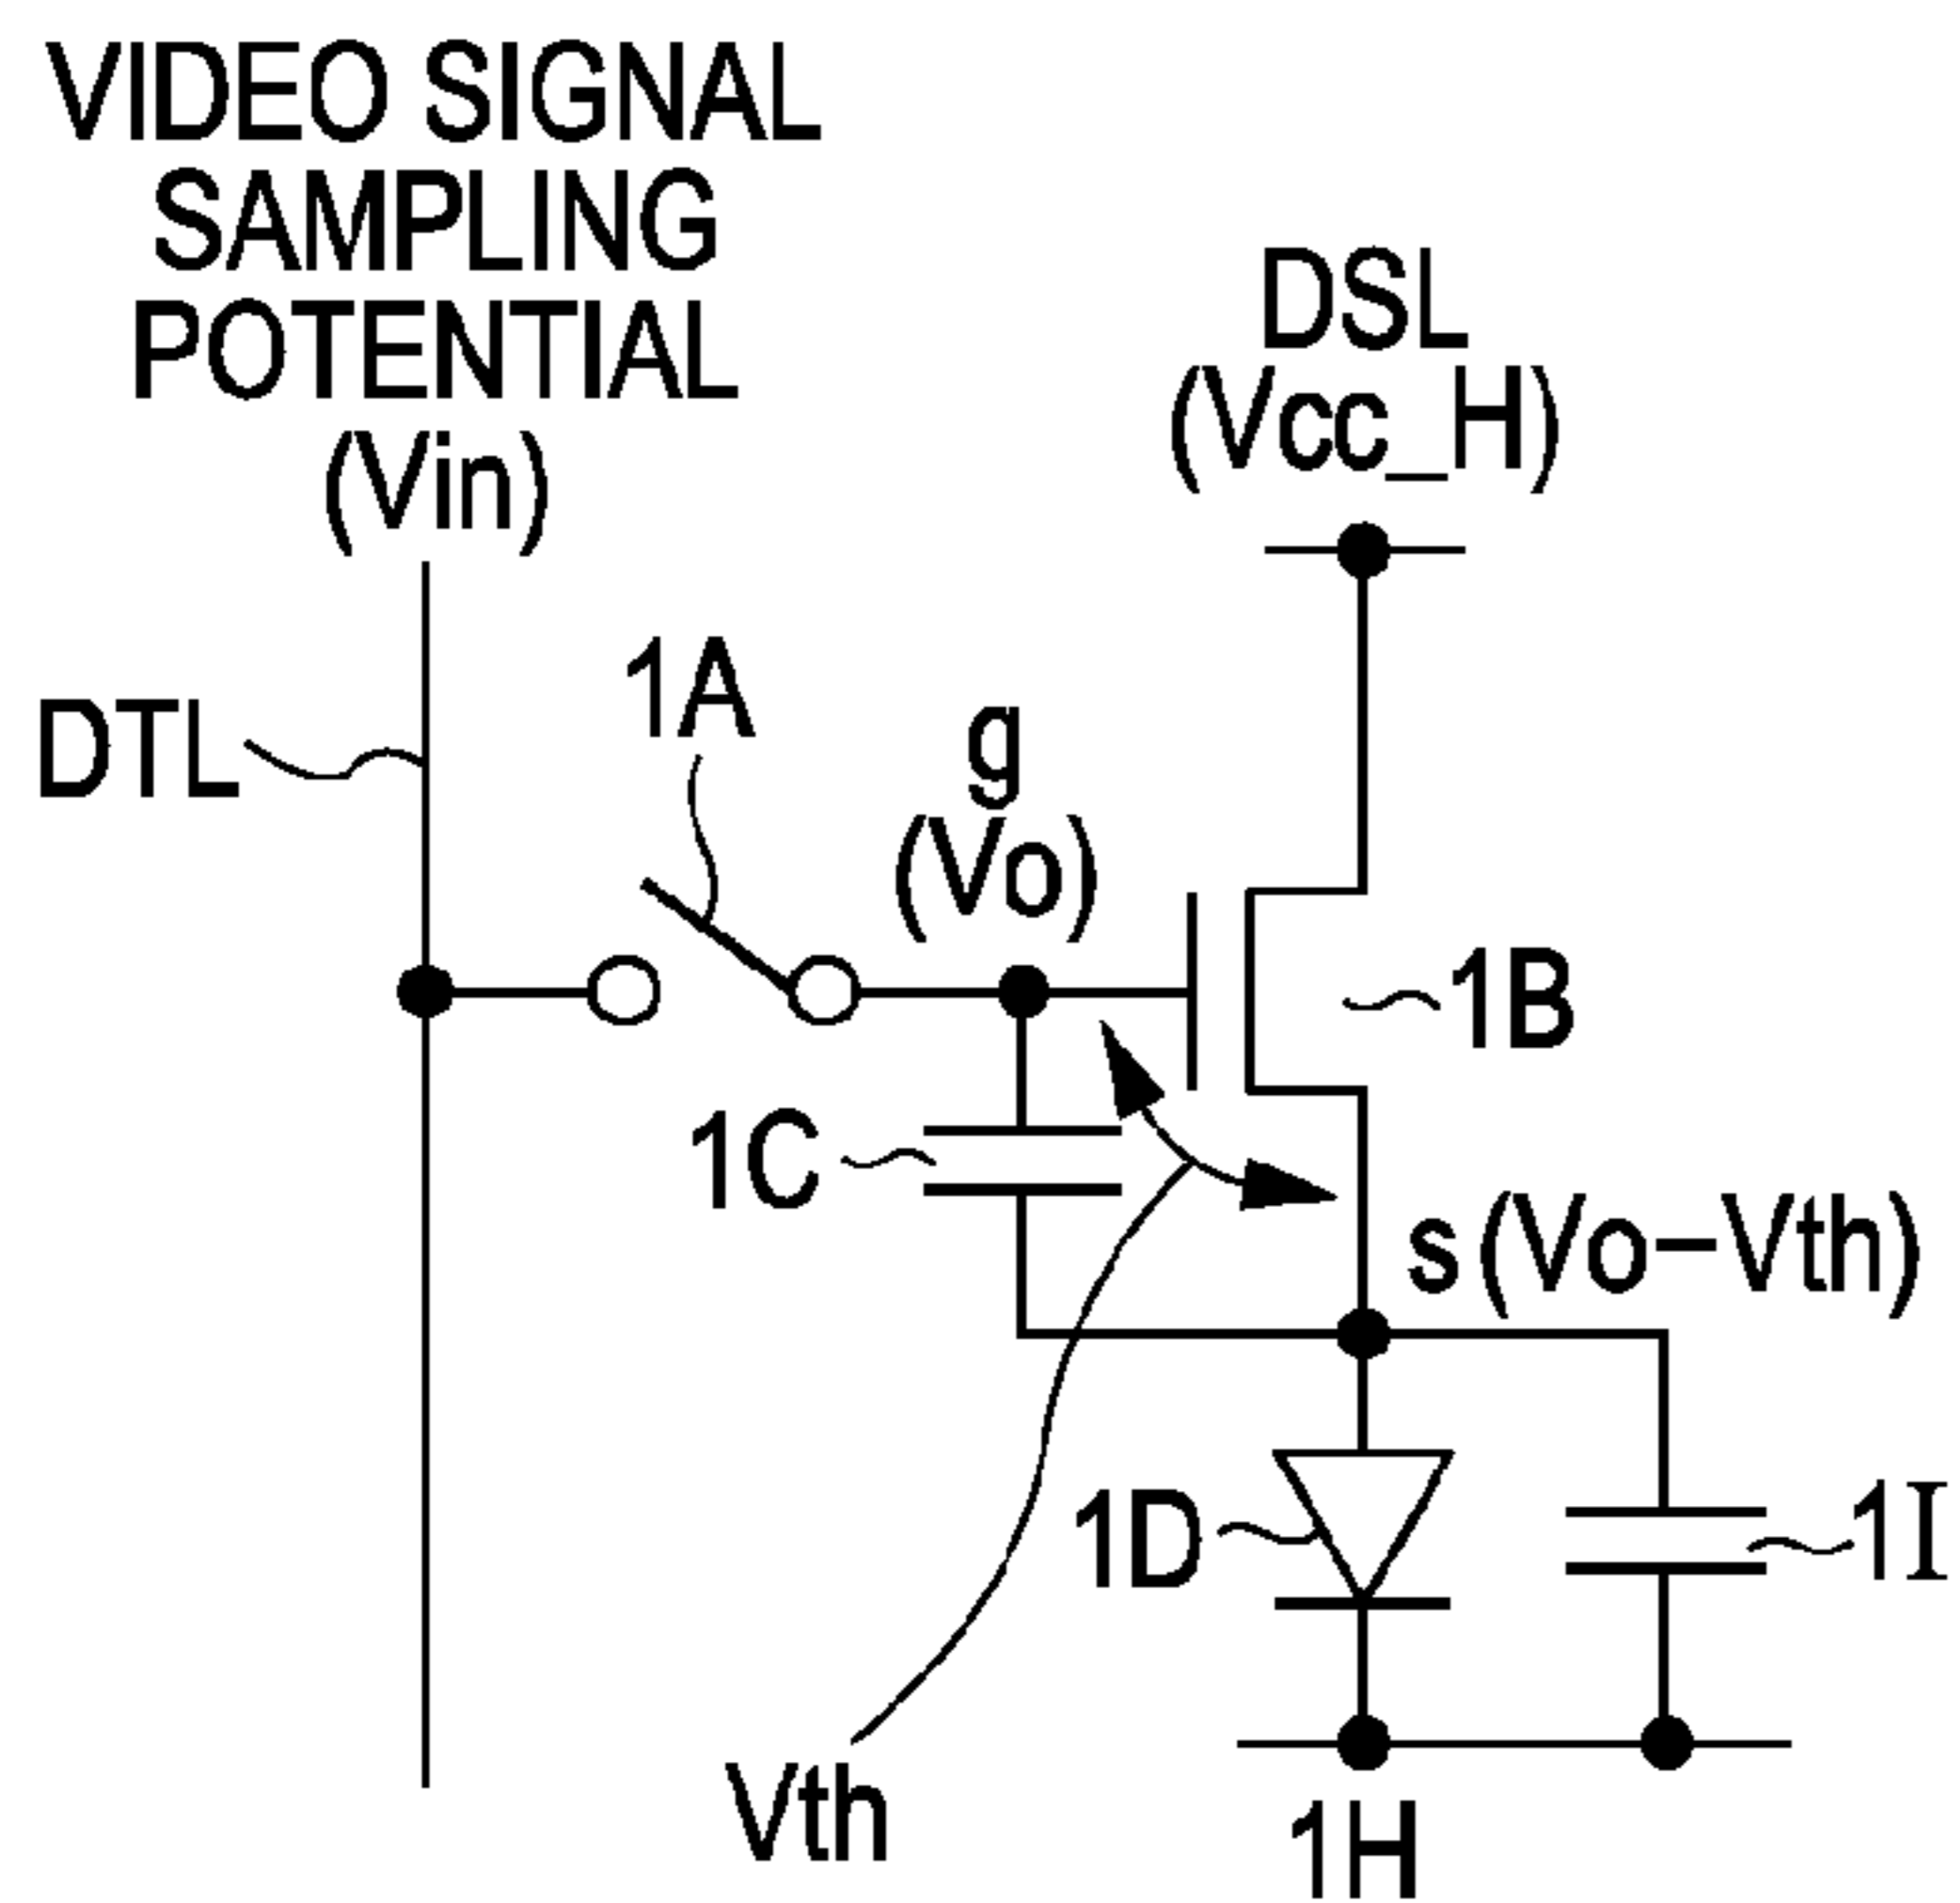 VIDEO SIGNAL
SAMPLING
POTENTIAL
(Vin)
DSL
(Vcc_H)
DTL
1A
g
(Vo)
1B
1C
s (Vo−Vth)
1D
1I
Vth
1H